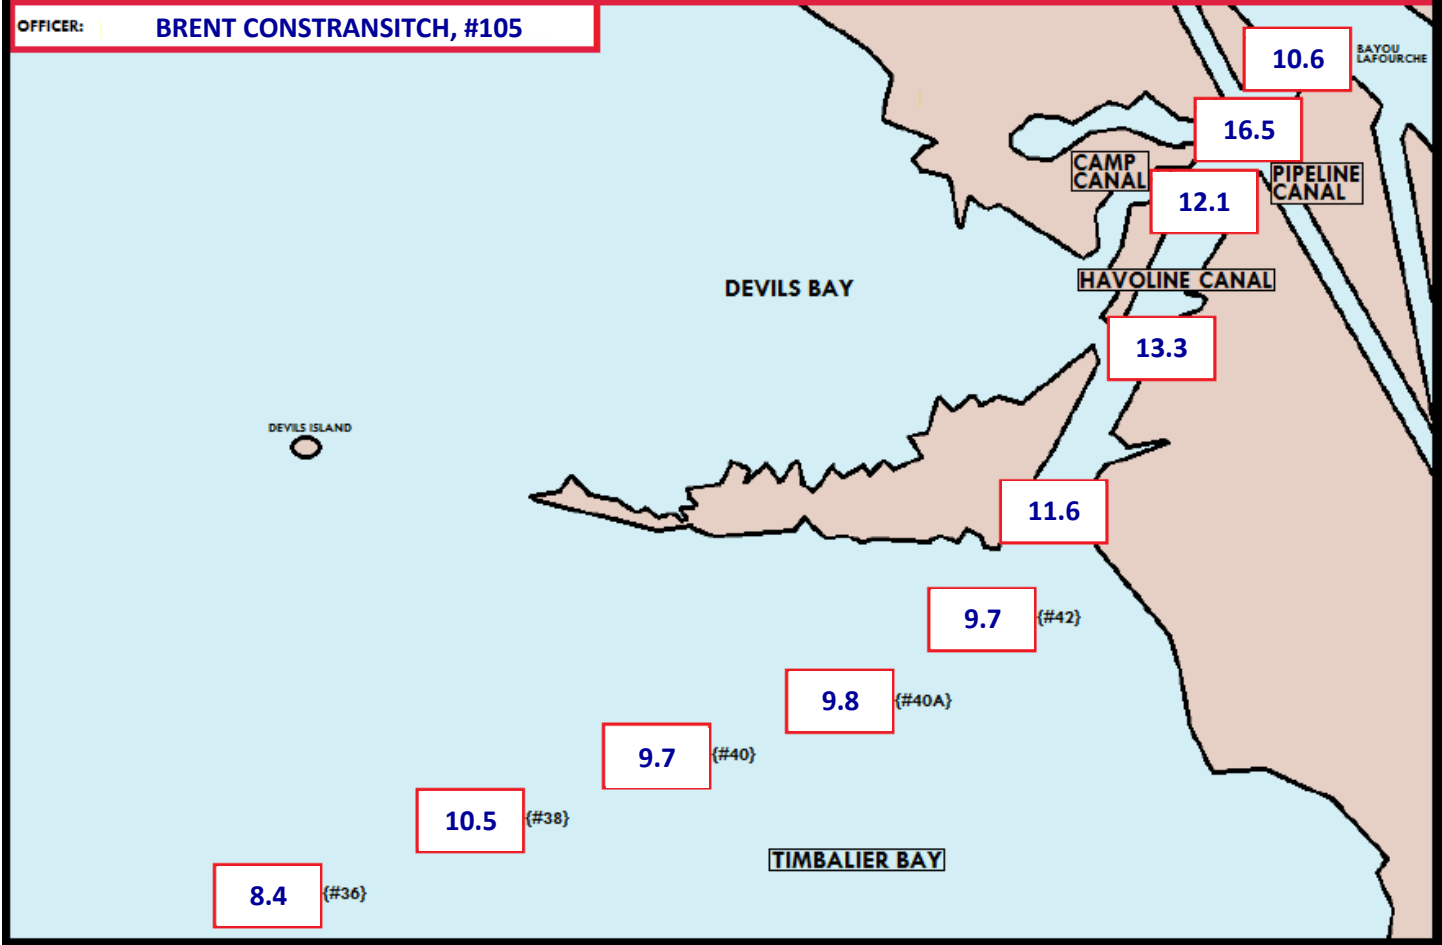 OFFICER: BRENT CONSTRANSITCH, #105
10.6
BAYOU
LAFOURCHE
16.5
CAMP
CANAL
PIPELINE
CANAL
12.1
HAVOLINE CANAL
DEVILS BAY
13.3
DEVILS ISLAND
11.6
9.7 {#42}
9.8 {#40A}
9.7 {#40}
10.5 {#38}
TIMBALIER BAY
8.4 {#36}